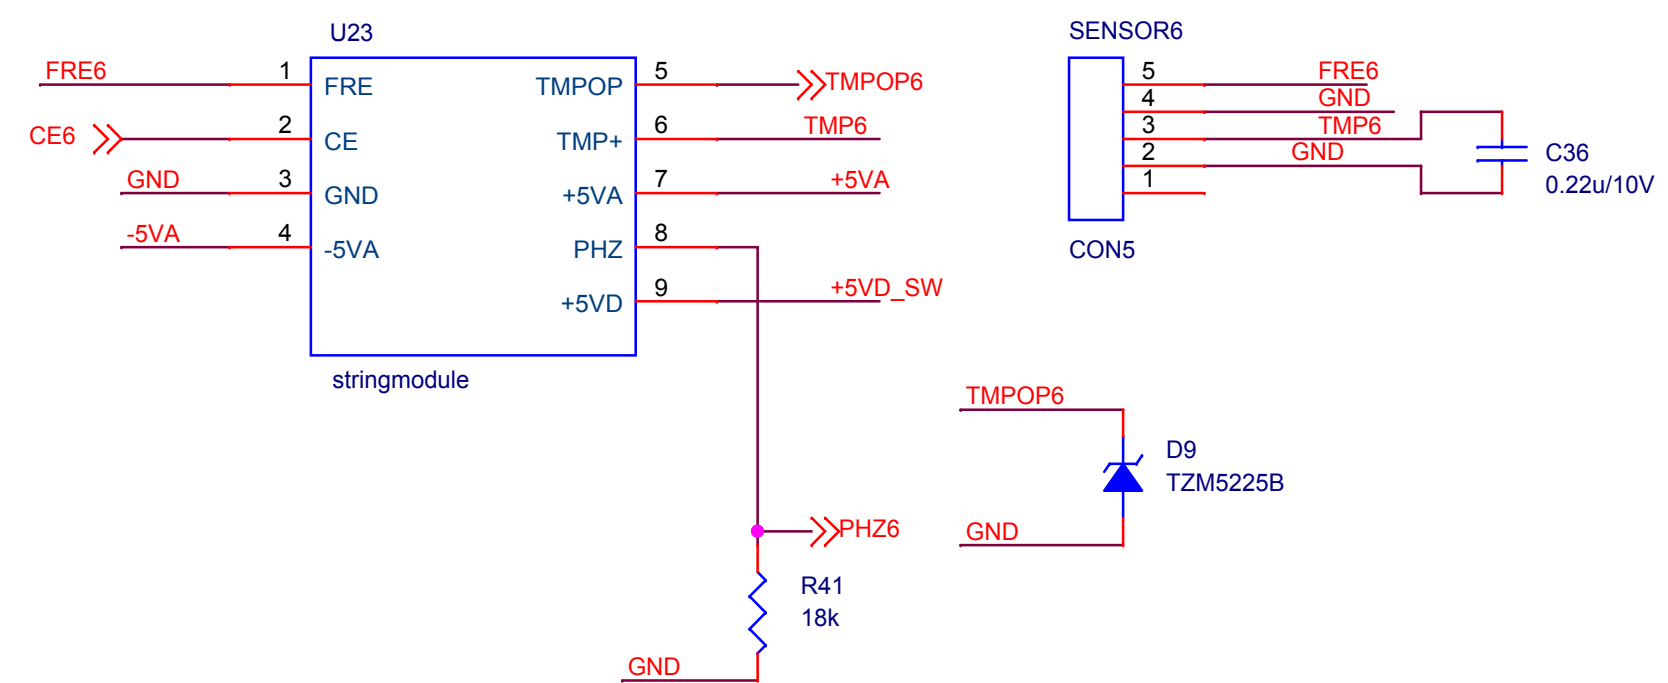 U23
SENSOR6
FRE6 1 FRE TMPOP 5 TMPOP6
CE6 2 CE TMP+ 6 TMP6
GND 3 GND +5VA 7 +5VA
-5VA 4 -5VA PHZ 8
+5VD 9 +5VD_SW
stringmodule
5 FRE6
4 GND
3 TMP6
2 GND
1
C36
0.22u/10V
CON5
TMPOP6
D9
TZM5225B
GND
PHZ6
R41
18k
GND